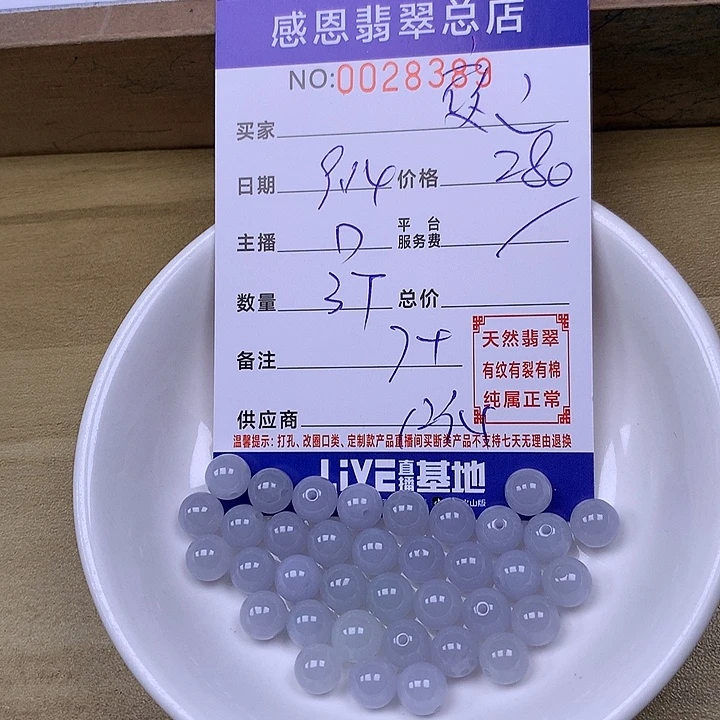 感恩翡翠总店
NO:0028389
买家
日期 9.14 价格 280
主播 D 平台服务费 /
数量 3T 总价
备注 7+
天然翡翠
有纹有裂有棉
纯属正常
供应商
温馨提示: 打孔、改圈口类、定制款产品直播间买断类产品不支持七天无理由退换
LiVE直播基地